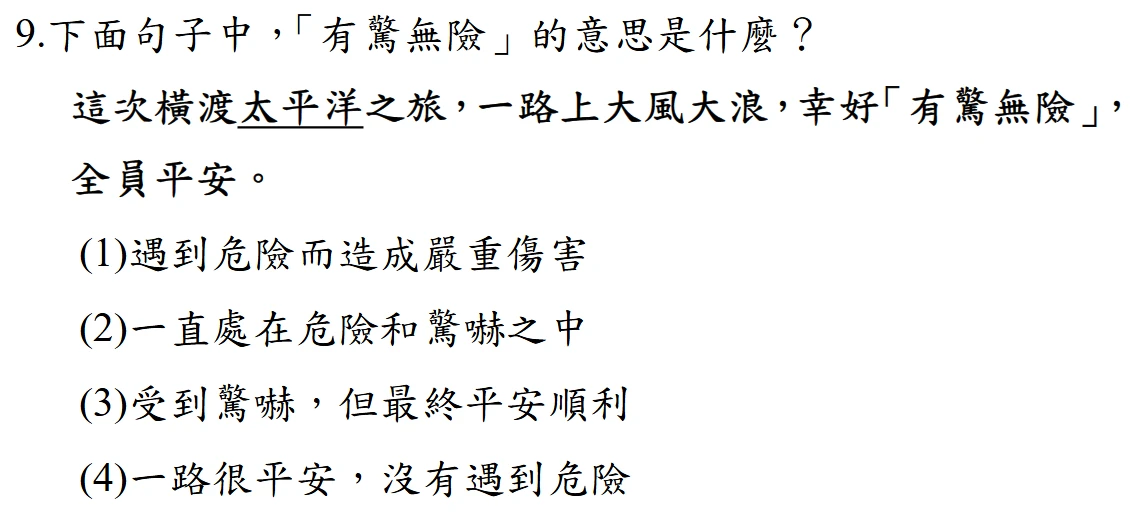 9.下面句子中，「有驚無險」的意思是什麼？
這次橫渡太平洋之旅，一路上大風大浪，幸好「有驚無險」，
全員平安。
(1)遇到危險而造成嚴重傷害
(2)一直處在危險和驚嚇之中
(3)受到驚嚇，但最終平安順利
(4)一路很平安，沒有遇到危險